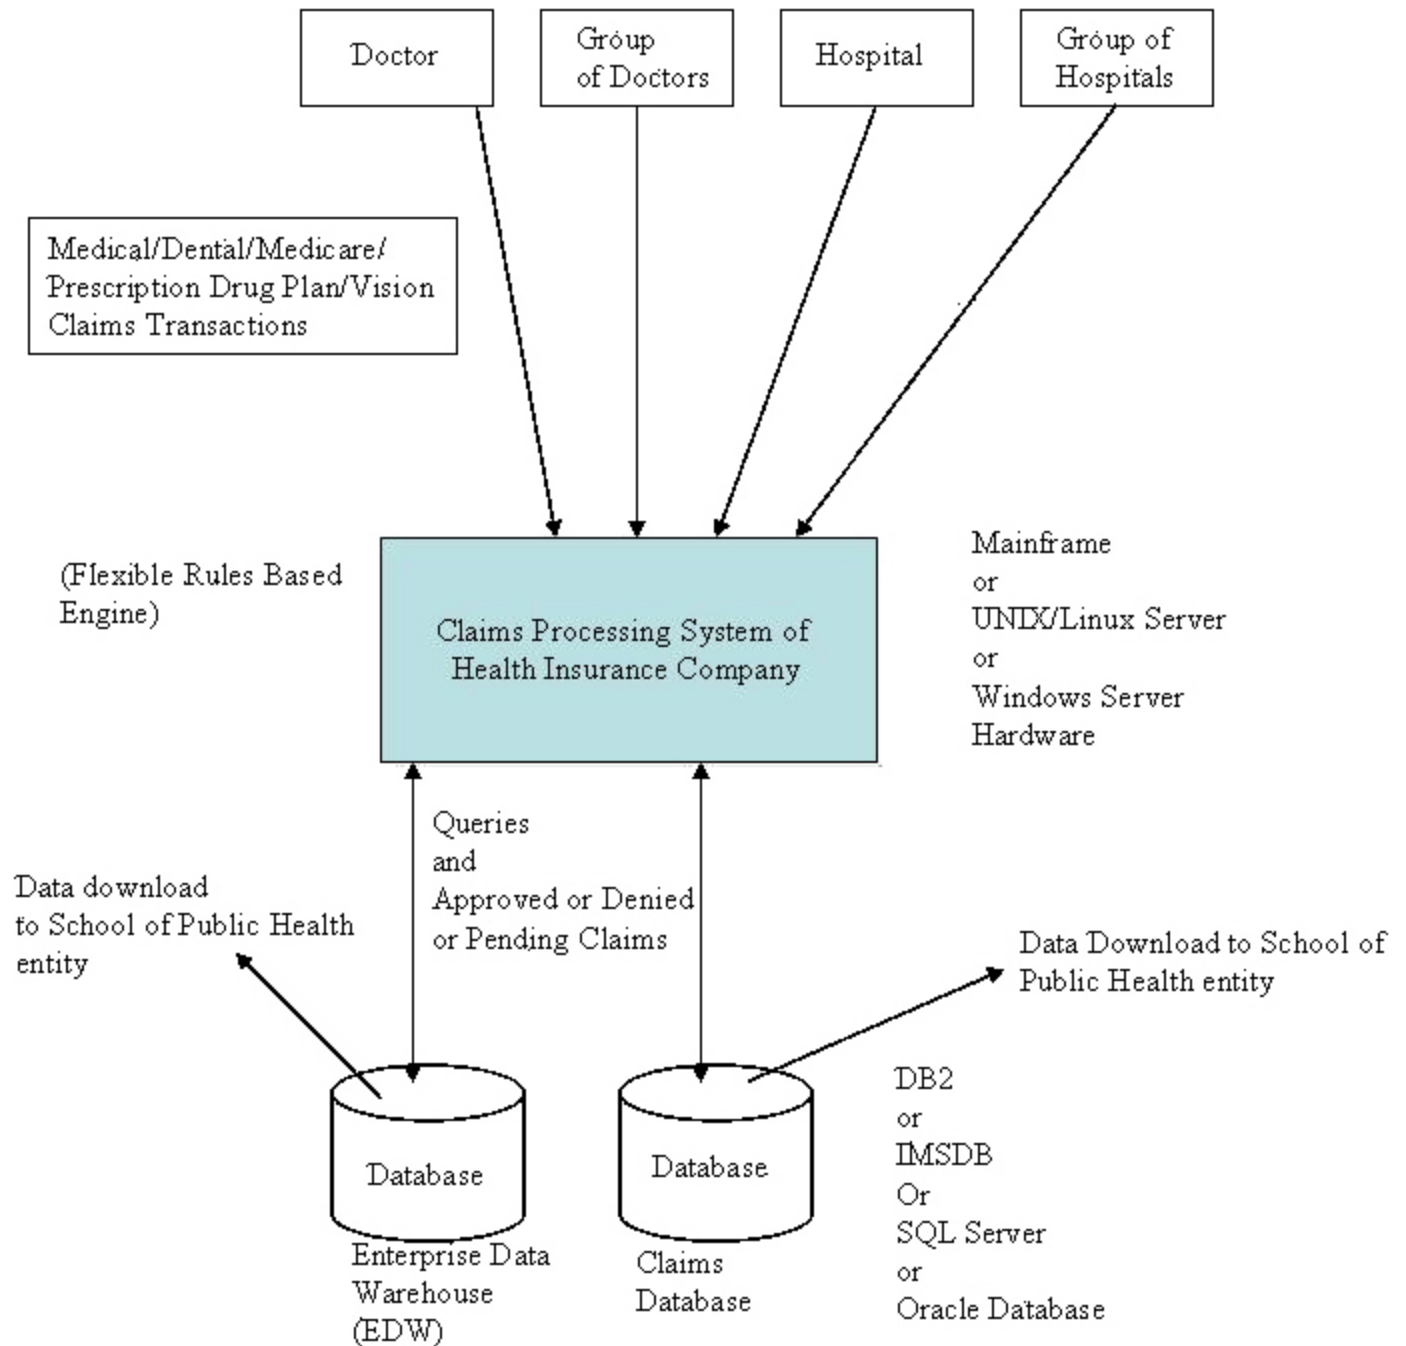 Doctor
Group
of Doctors
Hospital
Group of
Hospitals
Medical/Dental/Medicare/
Prescription Drug Plan/Vision
Claims Transactions
(Flexible Rules Based
Engine)
Claims Processing System of
Health Insurance Company
Mainframe
or
UNIX/Linux Server
or
Windows Server
Hardware
Queries
and
Approved or Denied
or Pending Claims
Data download
to School of Public Health
entity
Data Download to School of
Public Health entity
Database
Enterprise Data
Warehouse
(EDW)
Database
Claims
Database
DB2
or
IMSDB
Or
SQL Server
or
Oracle Database